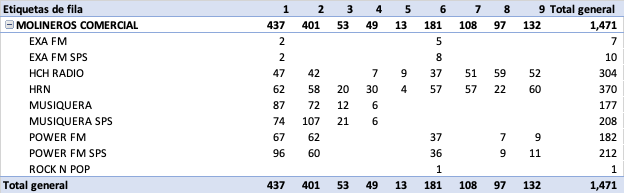 Etiquetas de fila 1 2 3 4 5 6 7 8 9 Total general
MOLINEROS COMERCIAL 437 401 53 49 13 181 108 97 132 1,471
EXA FM 2 5 7
EXA FM SPS 2 8 10
HCH RADIO 47 42 7 9 37 51 59 52 304
HRN 62 58 20 30 4 57 57 22 60 370
MUSIQUERA 87 72 12 6 177
MUSIQUERA SPS 74 107 21 6 208
POWER FM 67 62 37 7 9 182
POWER FM SPS 96 60 36 9 11 212
ROCK N POP 1 1
Total general 437 401 53 49 13 181 108 97 132 1,471